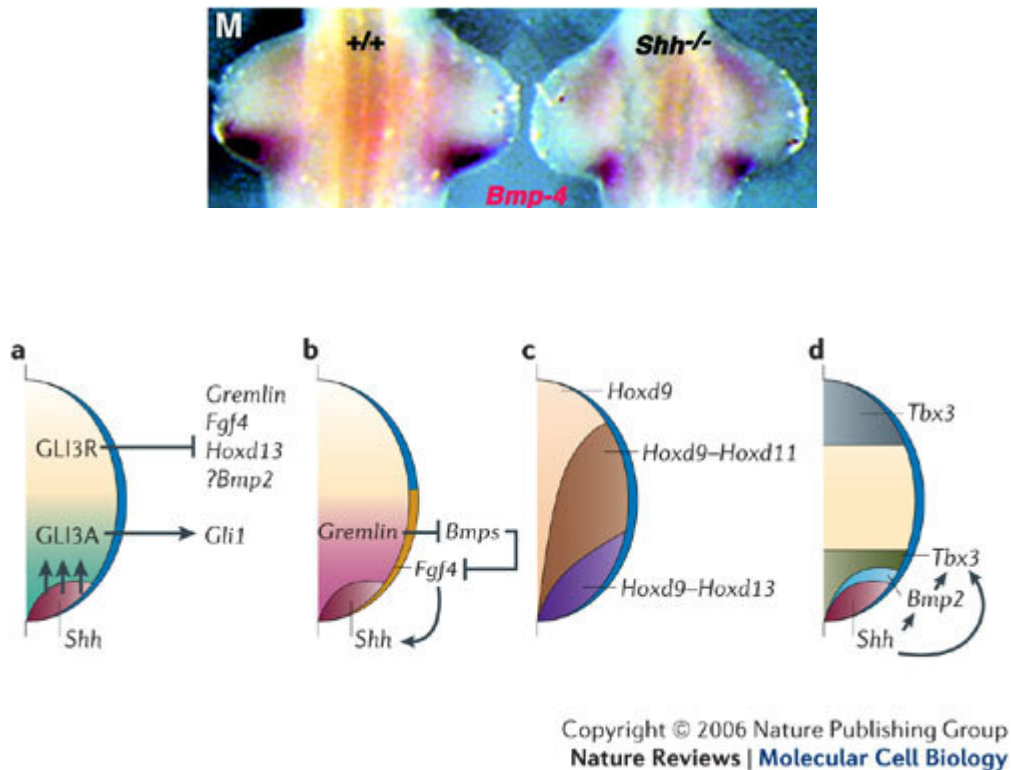 M
+/+
Shh-/-
Bmp-4
a
b
c
d
Gremlin
Fgf4
Hoxd13
?Bmp2
GLI3R
GLI3A
Gli1
Shh
Gremlin
Bmps
Fgf4
Shh
Hoxd9
Hoxd9–Hoxd11
Hoxd9–Hoxd13
Tbx3
Tbx3
Bmp2
Shh
Copyright © 2006 Nature Publishing Group
Nature Reviews | Molecular Cell Biology